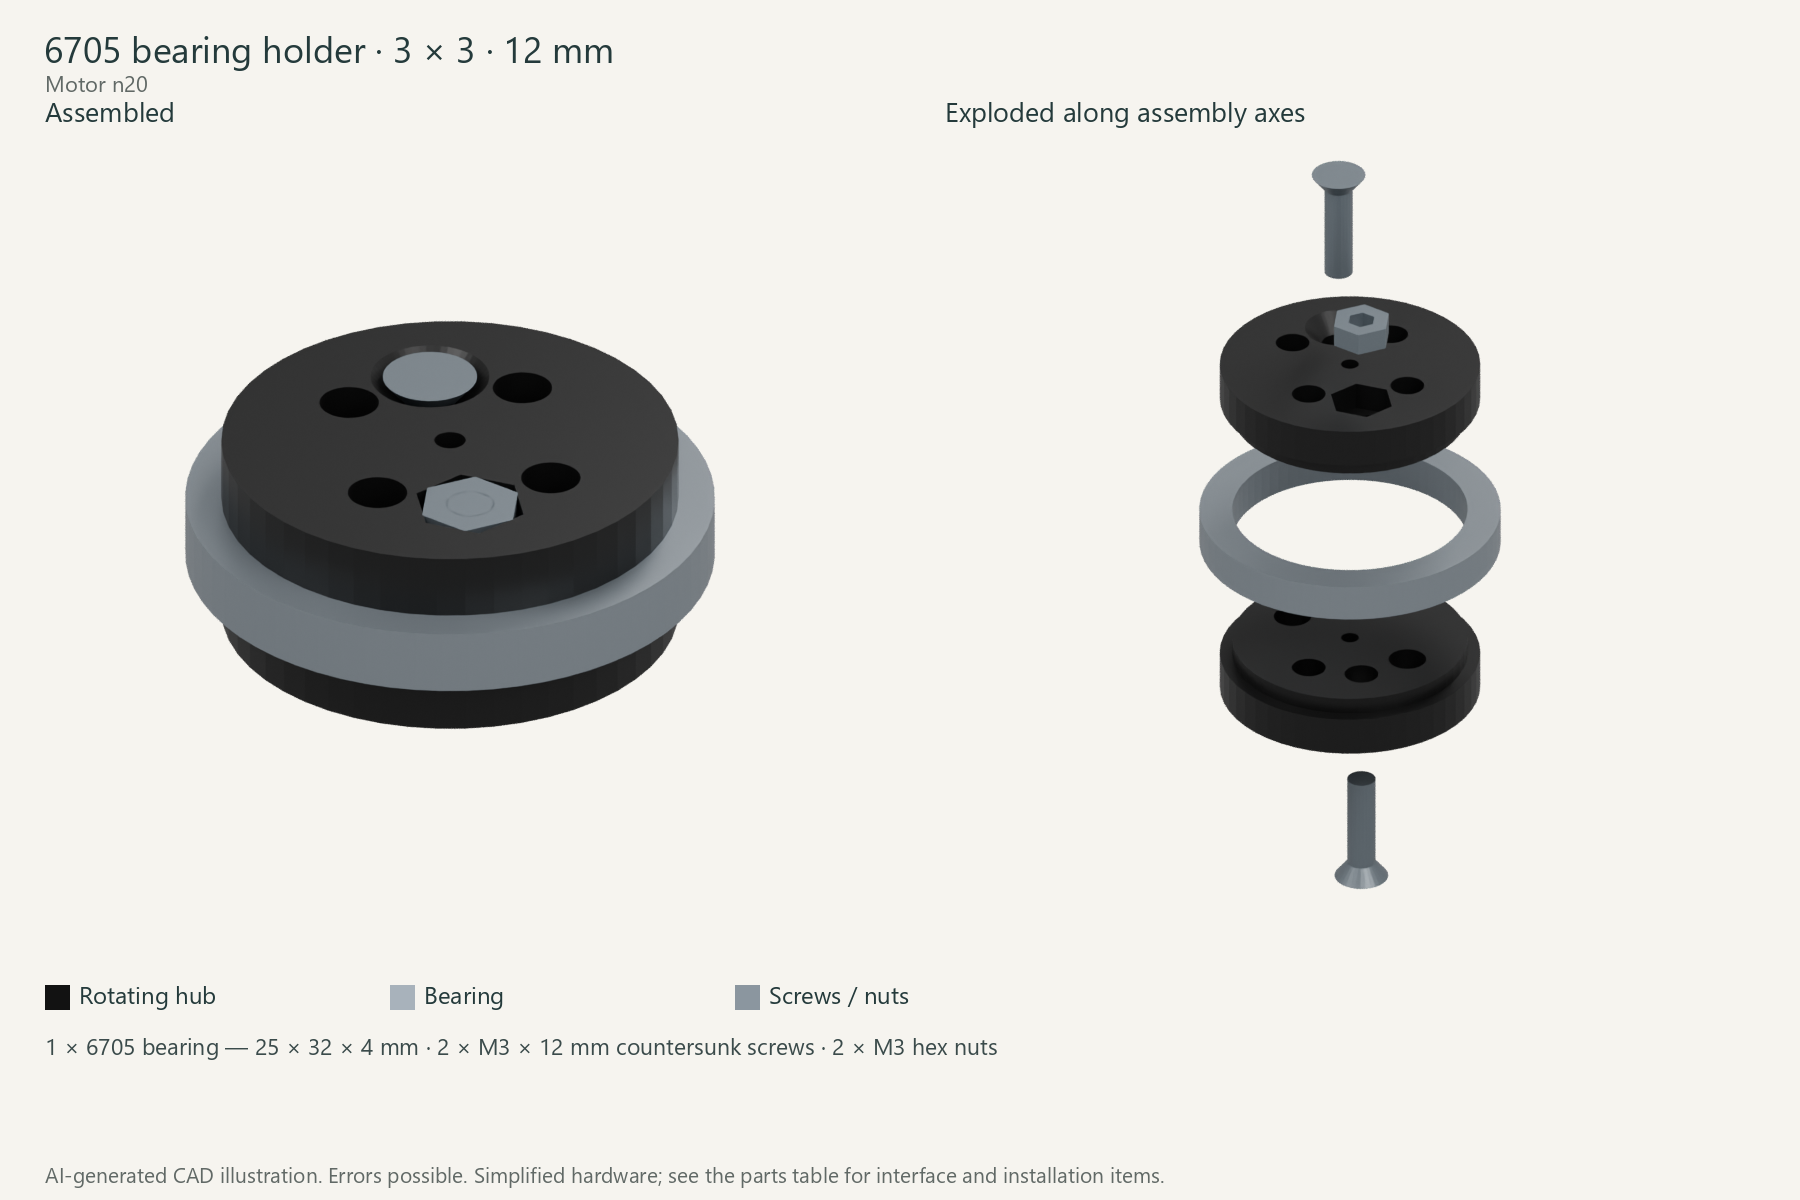 6705 bearing holder · 3 × 3 · 12 mm
Motor n20
Assembled
Exploded along assembly axes
Rotating hub
Bearing
Screws / nuts
1 × 6705 bearing — 25 × 32 × 4 mm · 2 × M3 × 12 mm countersunk screws · 2 × M3 hex nuts
AI-generated CAD illustration. Errors possible. Simplified hardware; see the parts table for interface and installation items.